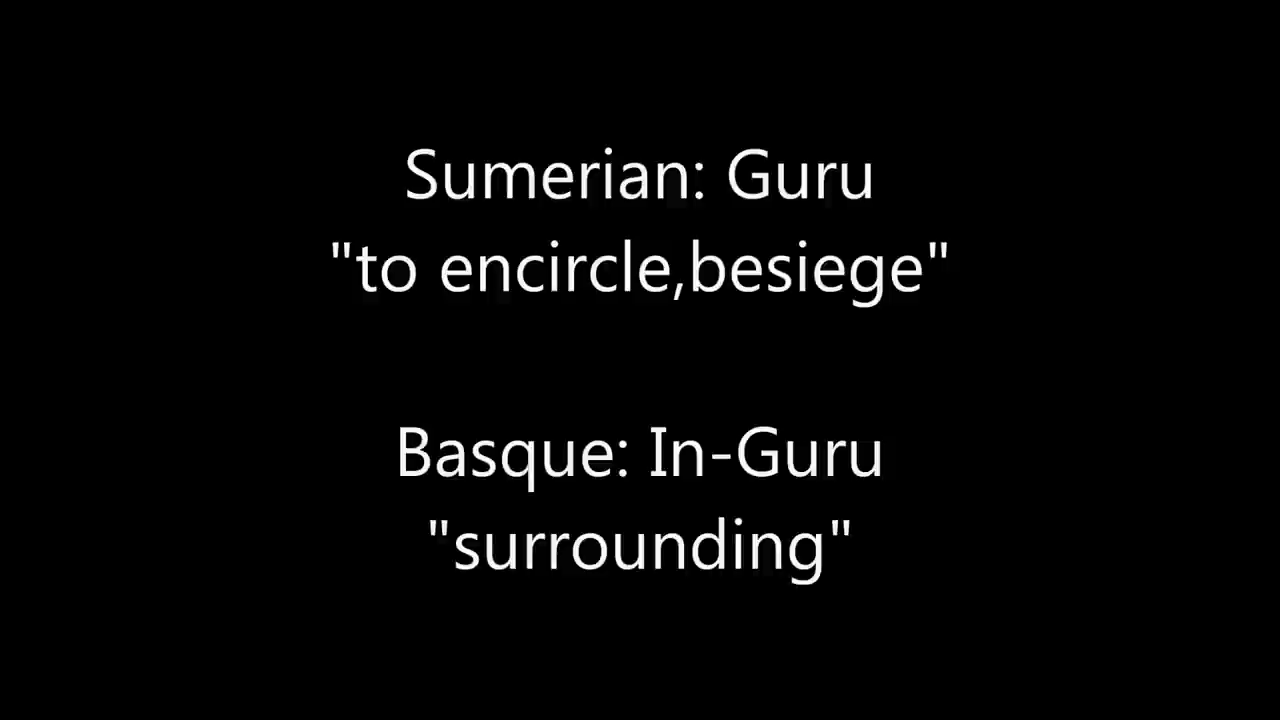 Sumerian: Guru
"to encircle,besiege"
Basque: In-Guru
"surrounding"